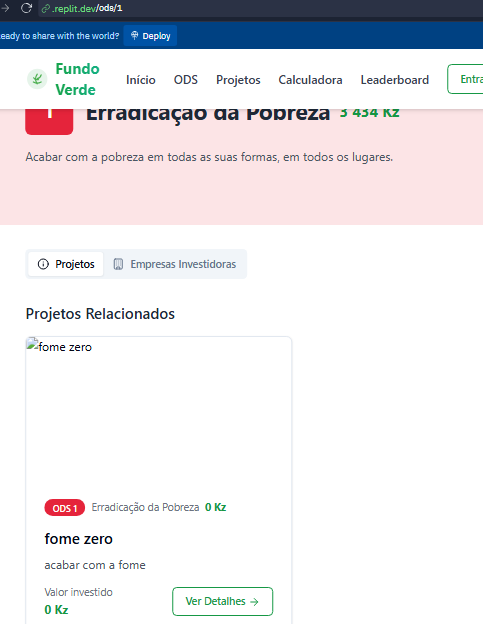 .replit.dev/ods/1
eady to share with the world? Deploy
Fundo Verde
Início ODS Projetos Calculadora Leaderboard Entra
1 Erradicação da Pobreza 3 434 Kz
Acabar com a pobreza em todas as suas formas, em todos os lugares.
Projetos Empresas Investidoras
Projetos Relacionados
fome zero
ODS 1 Erradicação da Pobreza 0 Kz
fome zero
acabar com a fome
Valor investido
0 Kz
Ver Detalhes →